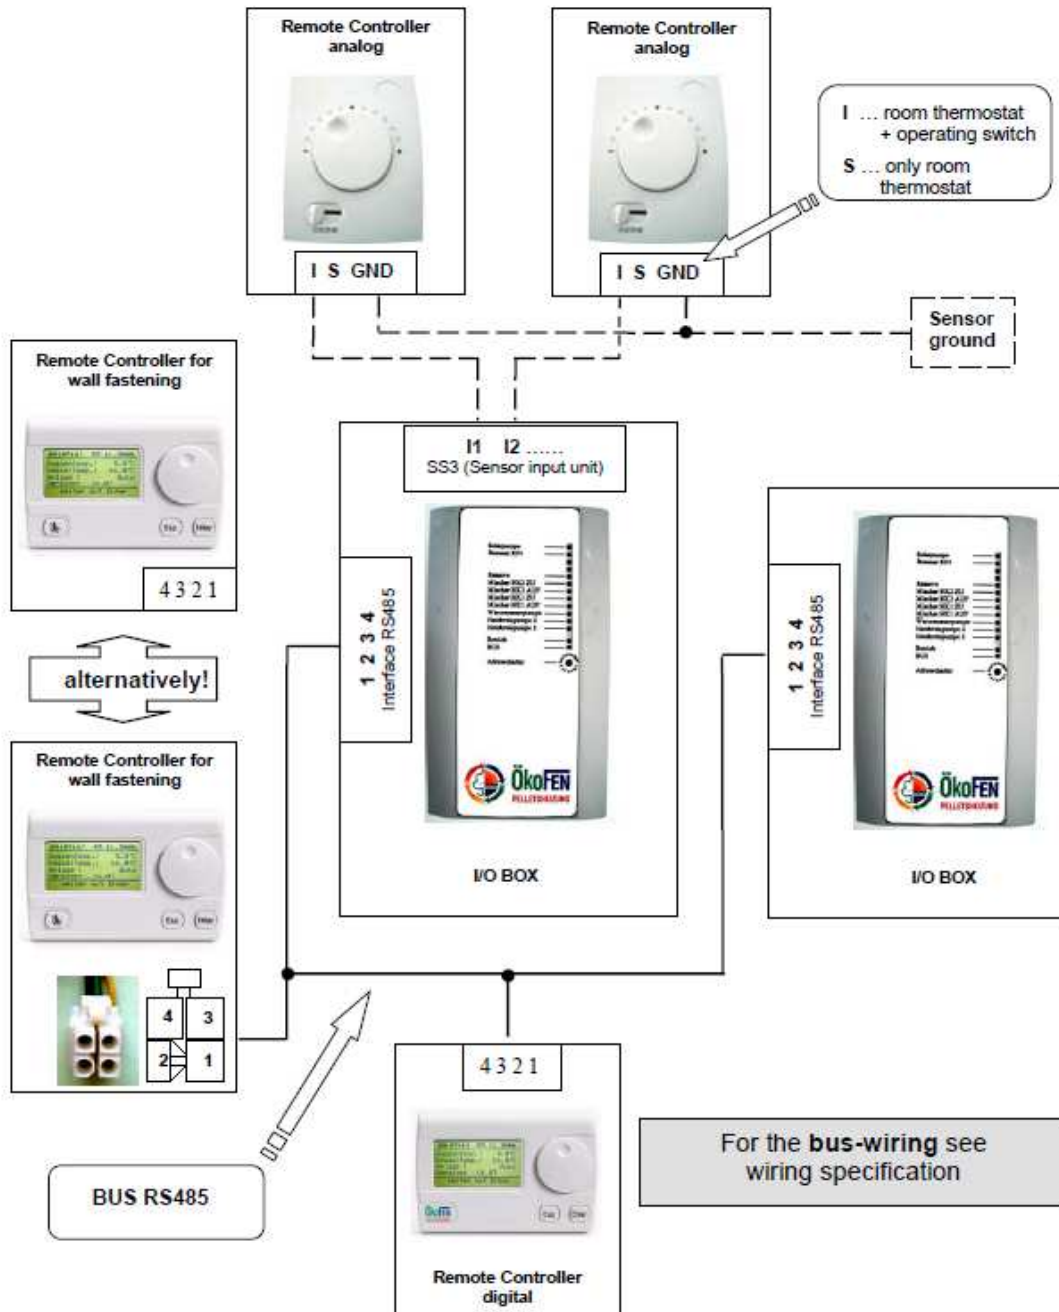 Remote Controller
analog
Remote Controller
analog
I ... room thermostat
+ operating switch
S ... only room
thermostat
I S GND
I S GND
Sensor
ground
Remote Controller for
wall fastening
4 3 2 1
alternatively!
Remote Controller for
wall fastening
4 3
2 1
I1 I2 ......
SS3 (Sensor input unit)
1 2 3 4
Interface RS485
ÖkoFEN
PELLETSHEIZUNG
I/O BOX
1 2 3 4
Interface RS485
ÖkoFEN
PELLETSHEIZUNG
I/O BOX
BUS RS485
4 3 2 1
Remote Controller
digital
For the bus-wiring see
wiring specification